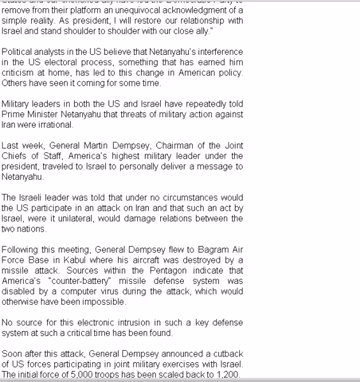 remove from their platform an unequivocal acknowledgment of a
simple reality. As president, I will restore our relationship with
Israel and stand shoulder to shoulder with our close ally."
Political analysts in the US believe that Netanyahu's interference
in the US electoral process, something that has earned him
criticism at home, has led to this change in American policy.
Others have seen it coming for some time.
Military leaders in both the US and Israel have repeatedly told
Prime Minister Netanyahu that threats of military action against
Iran were irrational.
Last week, General Martin Dempsey, Chairman of the Joint
Chiefs of Staff, America's highest military leader under the
president, traveled to Israel to personally deliver a message to
Netanyahu.
The Israeli leader was told that under no circumstances would
the US participate in an attack on Iran and that such an act by
Israel, were it unilateral, would damage relations between the
two nations.
Following this meeting, General Dempsey flew to Bagram Air
Force Base in Kabul where his aircraft was destroyed by a
missile attack. Sources within the Pentagon indicate that
America's "counter-battery" missile defense system was
disabled by a computer virus during the attack, which would
otherwise have been impossible.
No source for this electronic intrusion in such a key defense
system at such a critical time has been found.
Soon after this attack, General Dempsey announced a cutback
of US forces participating in joint military exercises with Israel.
The initial force of 5,000 troops has been scaled back to 1,200.